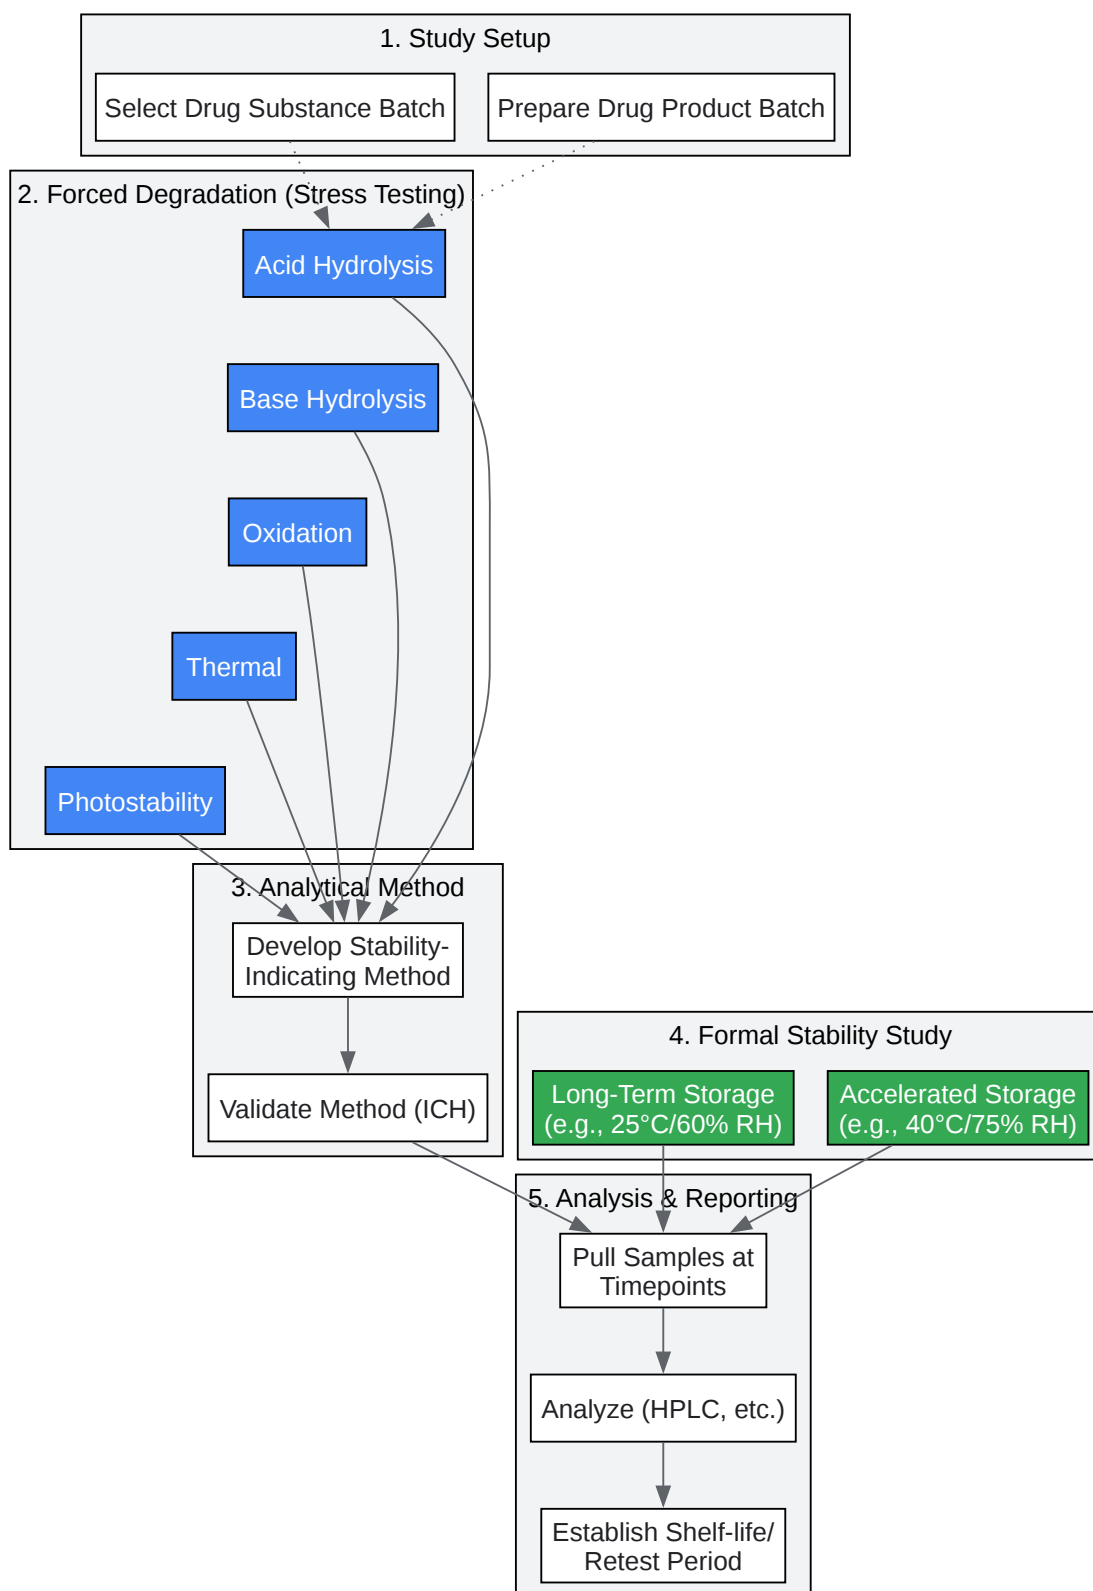 1. Study Setup
Select Drug Substance Batch
Prepare Drug Product Batch
2. Forced Degradation (Stress Testing)
Acid Hydrolysis
Base Hydrolysis
Oxidation
Thermal
Photostability
3. Analytical Method
Develop Stability-
Indicating Method
Validate Method (ICH)
4. Formal Stability Study
Long-Term Storage
(e.g., 25°C/60% RH)
Accelerated Storage
(e.g., 40°C/75% RH)
5. Analysis & Reporting
Pull Samples at
Timepoints
Analyze (HPLC, etc.)
Establish Shelf-life/
Retest Period